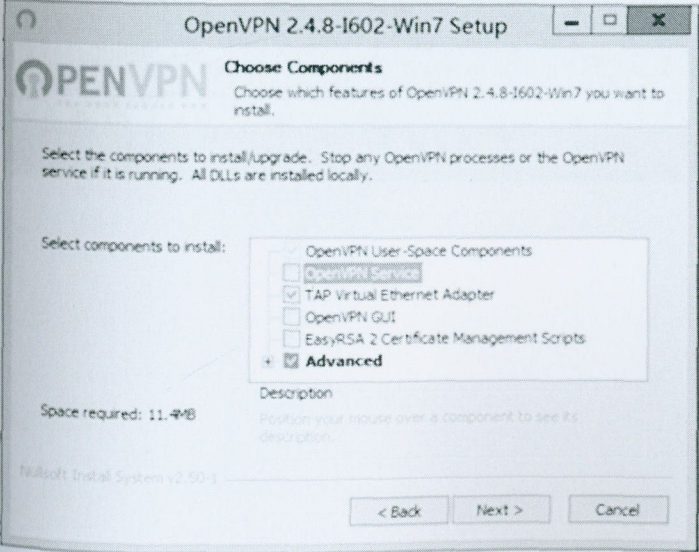 OpenVPN 2.4.8-I602-Win7 Setup
OPENVPN
Choose Components
Choose which features of OpenVPN 2.4.8-I602-Win7 you want to
install.
Select the components to install/upgrade. Stop any OpenVPN processes or the OpenVPN
service if it is running. All DLLs are installed locally.
Select components to install:
OpenVPN User-Space Components
OpenVPN Service
TAP Virtual Ethernet Adapter
OpenVPN GUI
EasyRSA 2 Certificate Management Scripts
Advanced
Space required: 11.4MB
Description
Position your mouse over a component to see its
description.
Nullsoft Install System v2.50-1
< Back
Next >
Cancel